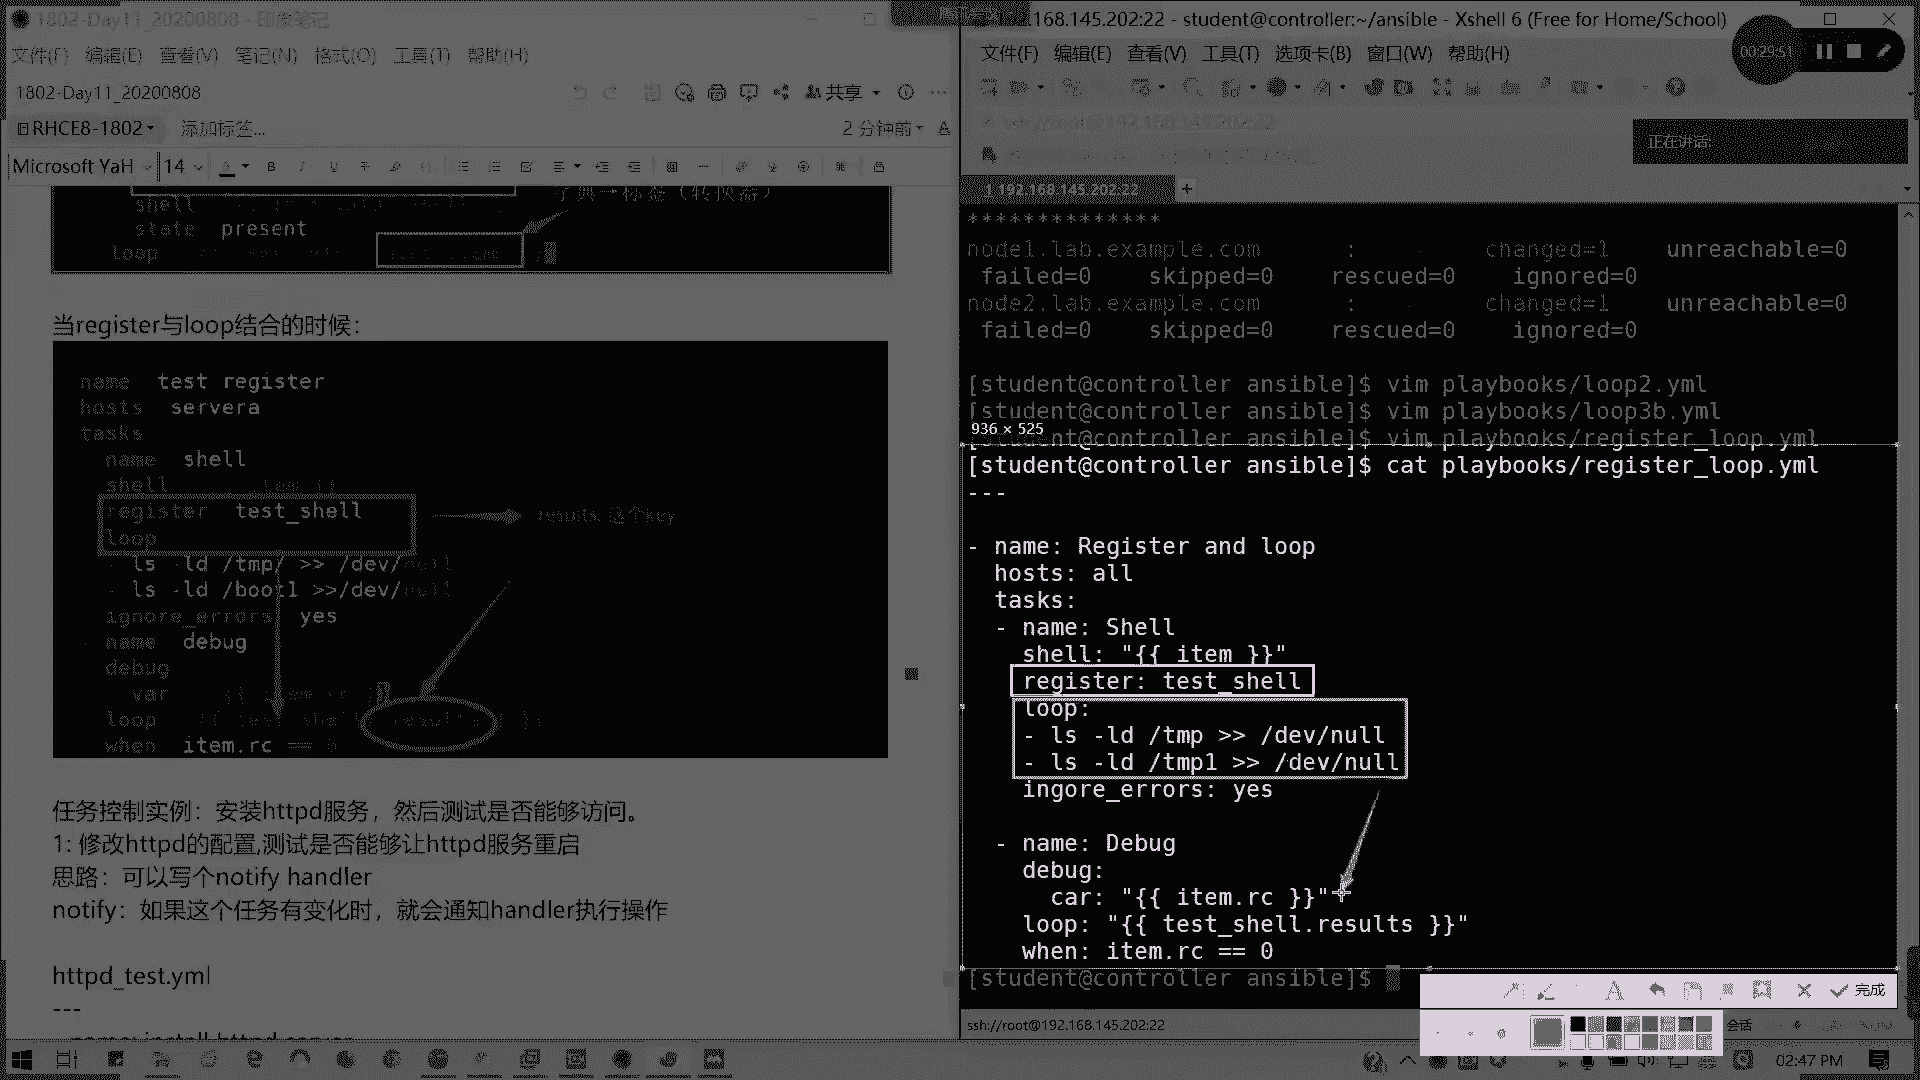 1802-Day11_20200808 - 印象笔记
文件(F) 编辑(E) 查看(V) 笔记(N) 格式(O) 工具(T) 帮助(H)
1802-Day11_20200808
共享
RHCE8-1802
添加标签...
2 分钟前
Microsoft YaH
14
shell
state present
loop
当register与loop结合的时候：
name test register
hosts servera
tasks
name shell
shell
register test_shell
results 这个key
loop
- ls -ld /tmp/ >> /dev/null
- ls -ld /boot1 >>/dev/null
ignore_errors yes
- name debug
debug
var
loop
when item.rc == 0
任务控制实例：安装httpd服务，然后测试是否能够访问。
1: 修改httpd的配置,测试是否能够让httpd服务重启
思路：可以写个notify handler
notify：如果这个任务有变化时，就会通知handler执行操作
httpd_test.yml
---
168.145.202:22 - student@controller:~/ansible - Xshell 6 (Free for Home/School)
文件(F) 编辑(E) 查看(V) 工具(T) 选项卡(B) 窗口(W) 帮助(H)
00:29:51
ssh://root@192.168.145.202:22
正在讲话:
1 192.168.145.202:22
**************
node1.lab.example.com : changed=1 unreachable=0
failed=0 skipped=0 rescued=0 ignored=0
node2.lab.example.com : changed=1 unreachable=0
failed=0 skipped=0 rescued=0 ignored=0
[student@controller ansible]$ vim playbooks/loop2.yml
[student@controller ansible]$ vim playbooks/loop3b.yml
936 × 525
[student@controller ansible]$ vim playbooks/register_loop.yml
[student@controller ansible]$ cat playbooks/register_loop.yml
---
- name: Register and loop
hosts: all
tasks:
- name: Shell
shell: "{{ item }}"
register: test_shell
loop:
- ls -ld /tmp >> /dev/null
- ls -ld /tmp1 >> /dev/null
ingore_errors: yes
- name: Debug
debug:
car: "{{ item.rc }}"
loop: "{{ test_shell.results }}"
when: item.rc == 0
[student@controller ansible]$
完成
ssh://root@192.168.145.202:22
会话
02:47 PM